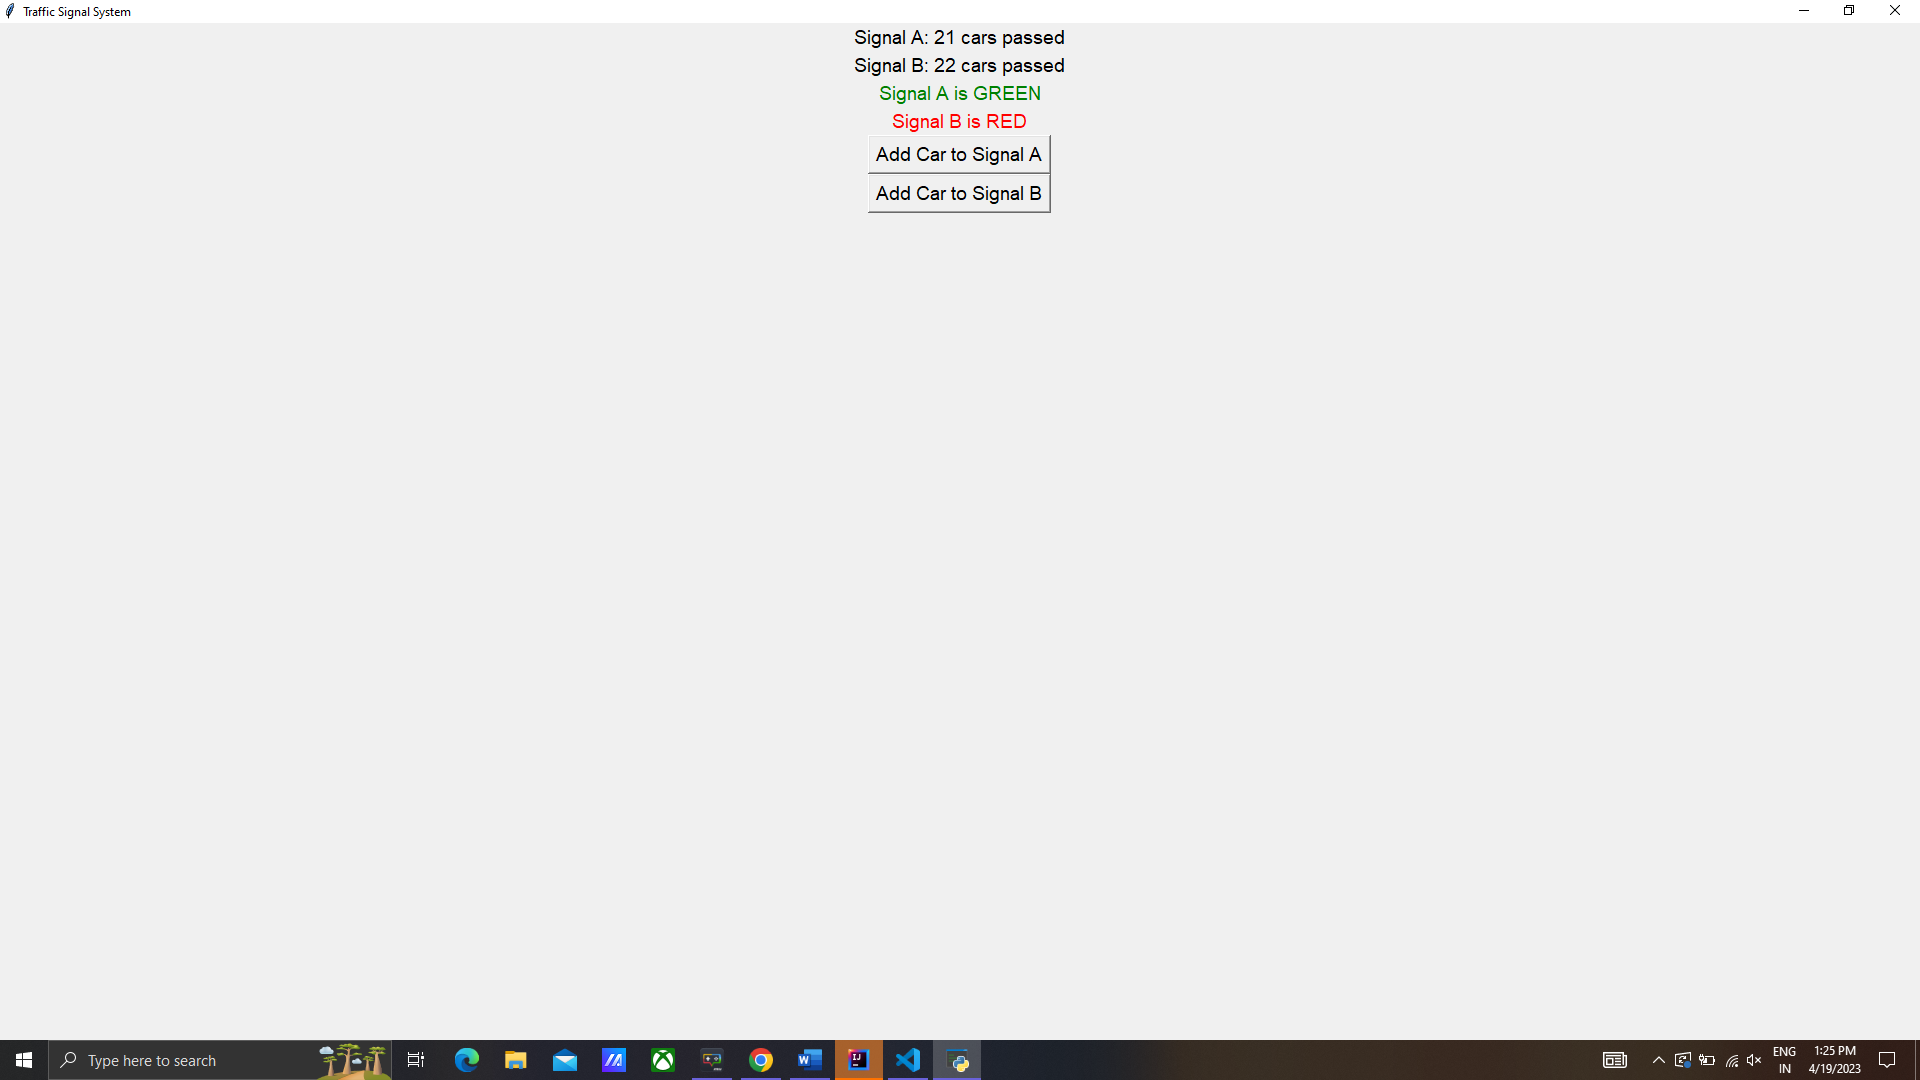 Traffic Signal System
Signal A: 21 cars passed
Signal B: 22 cars passed
Signal A is GREEN
Signal B is RED
Add Car to Signal A
Add Car to Signal B
Type here to search
W
IJ
ENG
IN
1:25 PM
4/19/2023